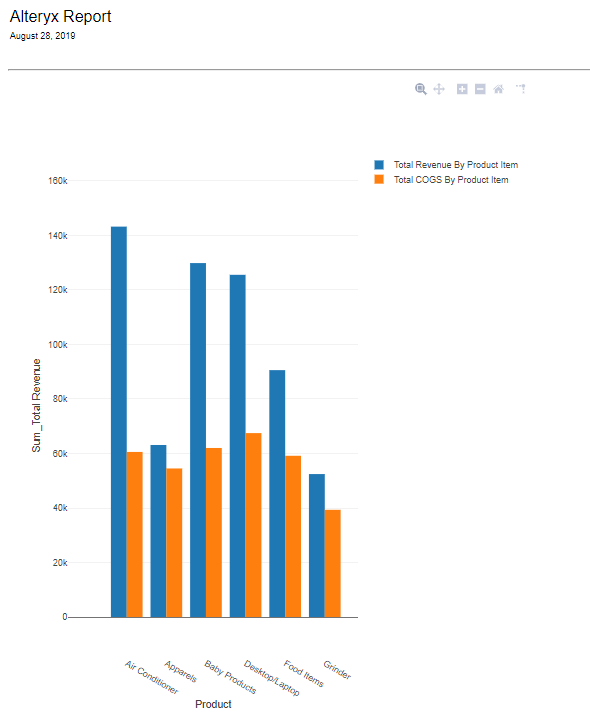 Alteryx Report
August 28, 2019
Total Revenue By Product Item
Total COGS By Product Item
160k
140k
120k
100k
80k
60k
40k
20k
0
Sum_Total Revenue
Air Conditioner
Apparels
Baby Products
Desktop/Laptop
Food Items
Grinder
Product